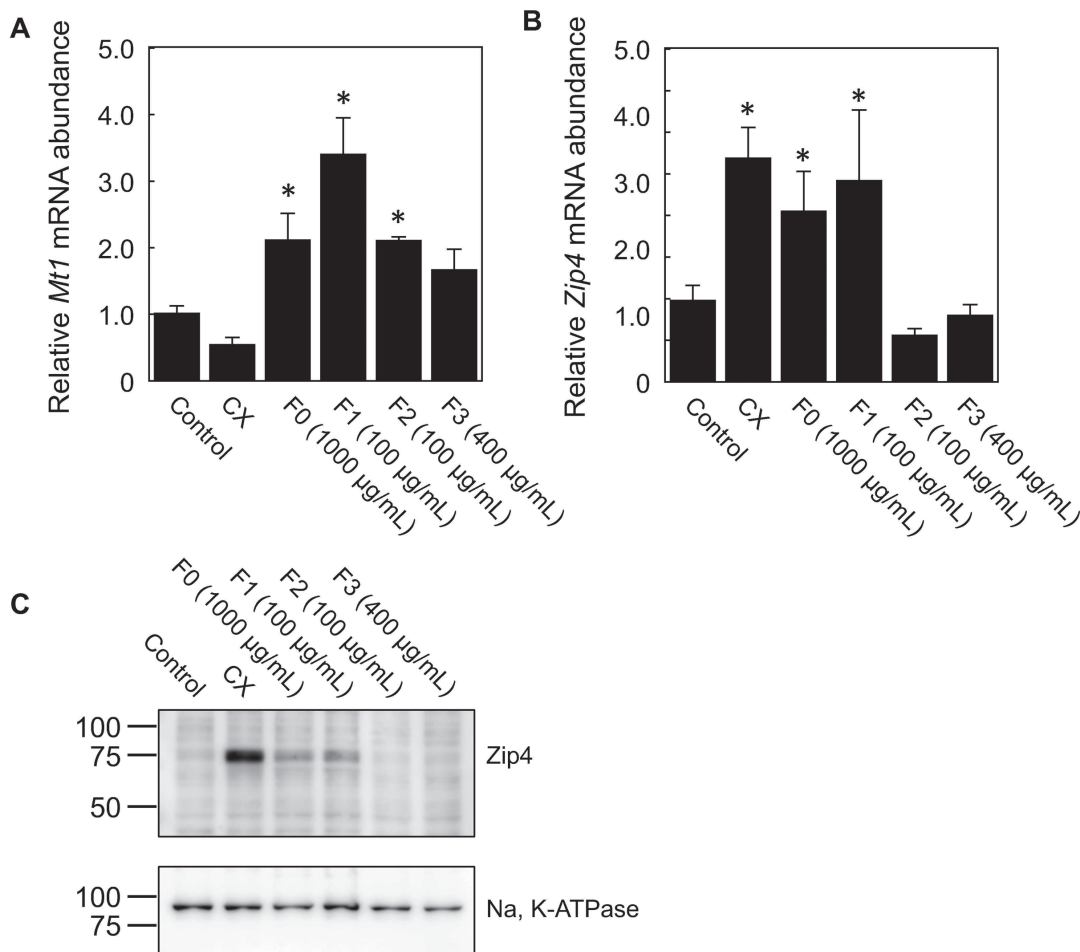 A
Relative Mt1 mRNA abundance
5.0
4.0
3.0
2.0
1.0
0
*
*
*
Control
CX
F0 (1000 µg/mL)
F1 (100 µg/mL)
F2 (100 µg/mL)
F3 (400 µg/mL)
B
Relative Zip4 mRNA abundance
5.0
4.0
3.0
2.0
1.0
0
*
*
*
Control
CX
F0 (1000 µg/mL)
F1 (100 µg/mL)
F2 (100 µg/mL)
F3 (400 µg/mL)
C
Control
CX
F0 (1000 µg/mL)
F1 (100 µg/mL)
F2 (100 µg/mL)
F3 (400 µg/mL)
100
75
50
Zip4
100
75
Na, K-ATPase